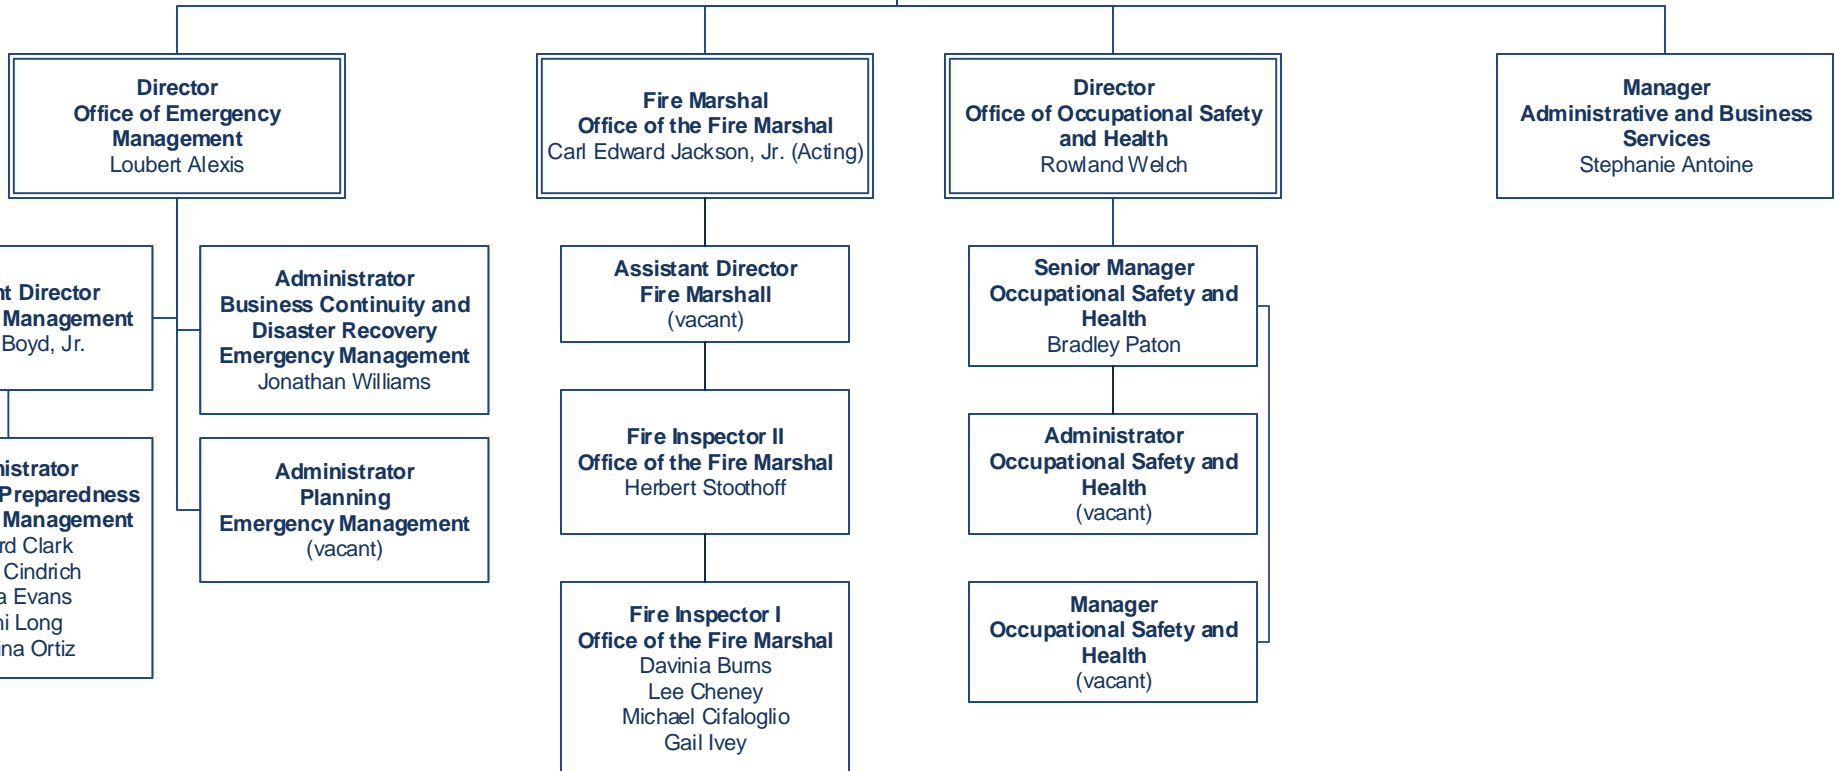 Director
Office of Emergency
Management
Loubert Alexis
Fire Marshal
Office of the Fire Marshal
Carl Edward Jackson, Jr. (Acting)
Director
Office of Occupational Safety
and Health
Rowland Welch
Manager
Administrative and Business
Services
Stephanie Antoine
Director
Management
Boyd, Jr.
Administrator
Business Continuity and
Disaster Recovery
Emergency Management
Jonathan Williams
Assistant Director
Fire Marshall
(vacant)
Senior Manager
Occupational Safety and
Health
Bradley Paton
Preparedness
Management
Clark
Cindrich
Evans
Long
Ortiz
Administrator
Planning
Emergency Management
(vacant)
Fire Inspector II
Office of the Fire Marshal
Herbert Stoothoff
Administrator
Occupational Safety and
Health
(vacant)
Fire Inspector I
Office of the Fire Marshal
Davinia Burns
Lee Cheney
Michael Cifaloglio
Gail Ivey
Manager
Occupational Safety and
Health
(vacant)